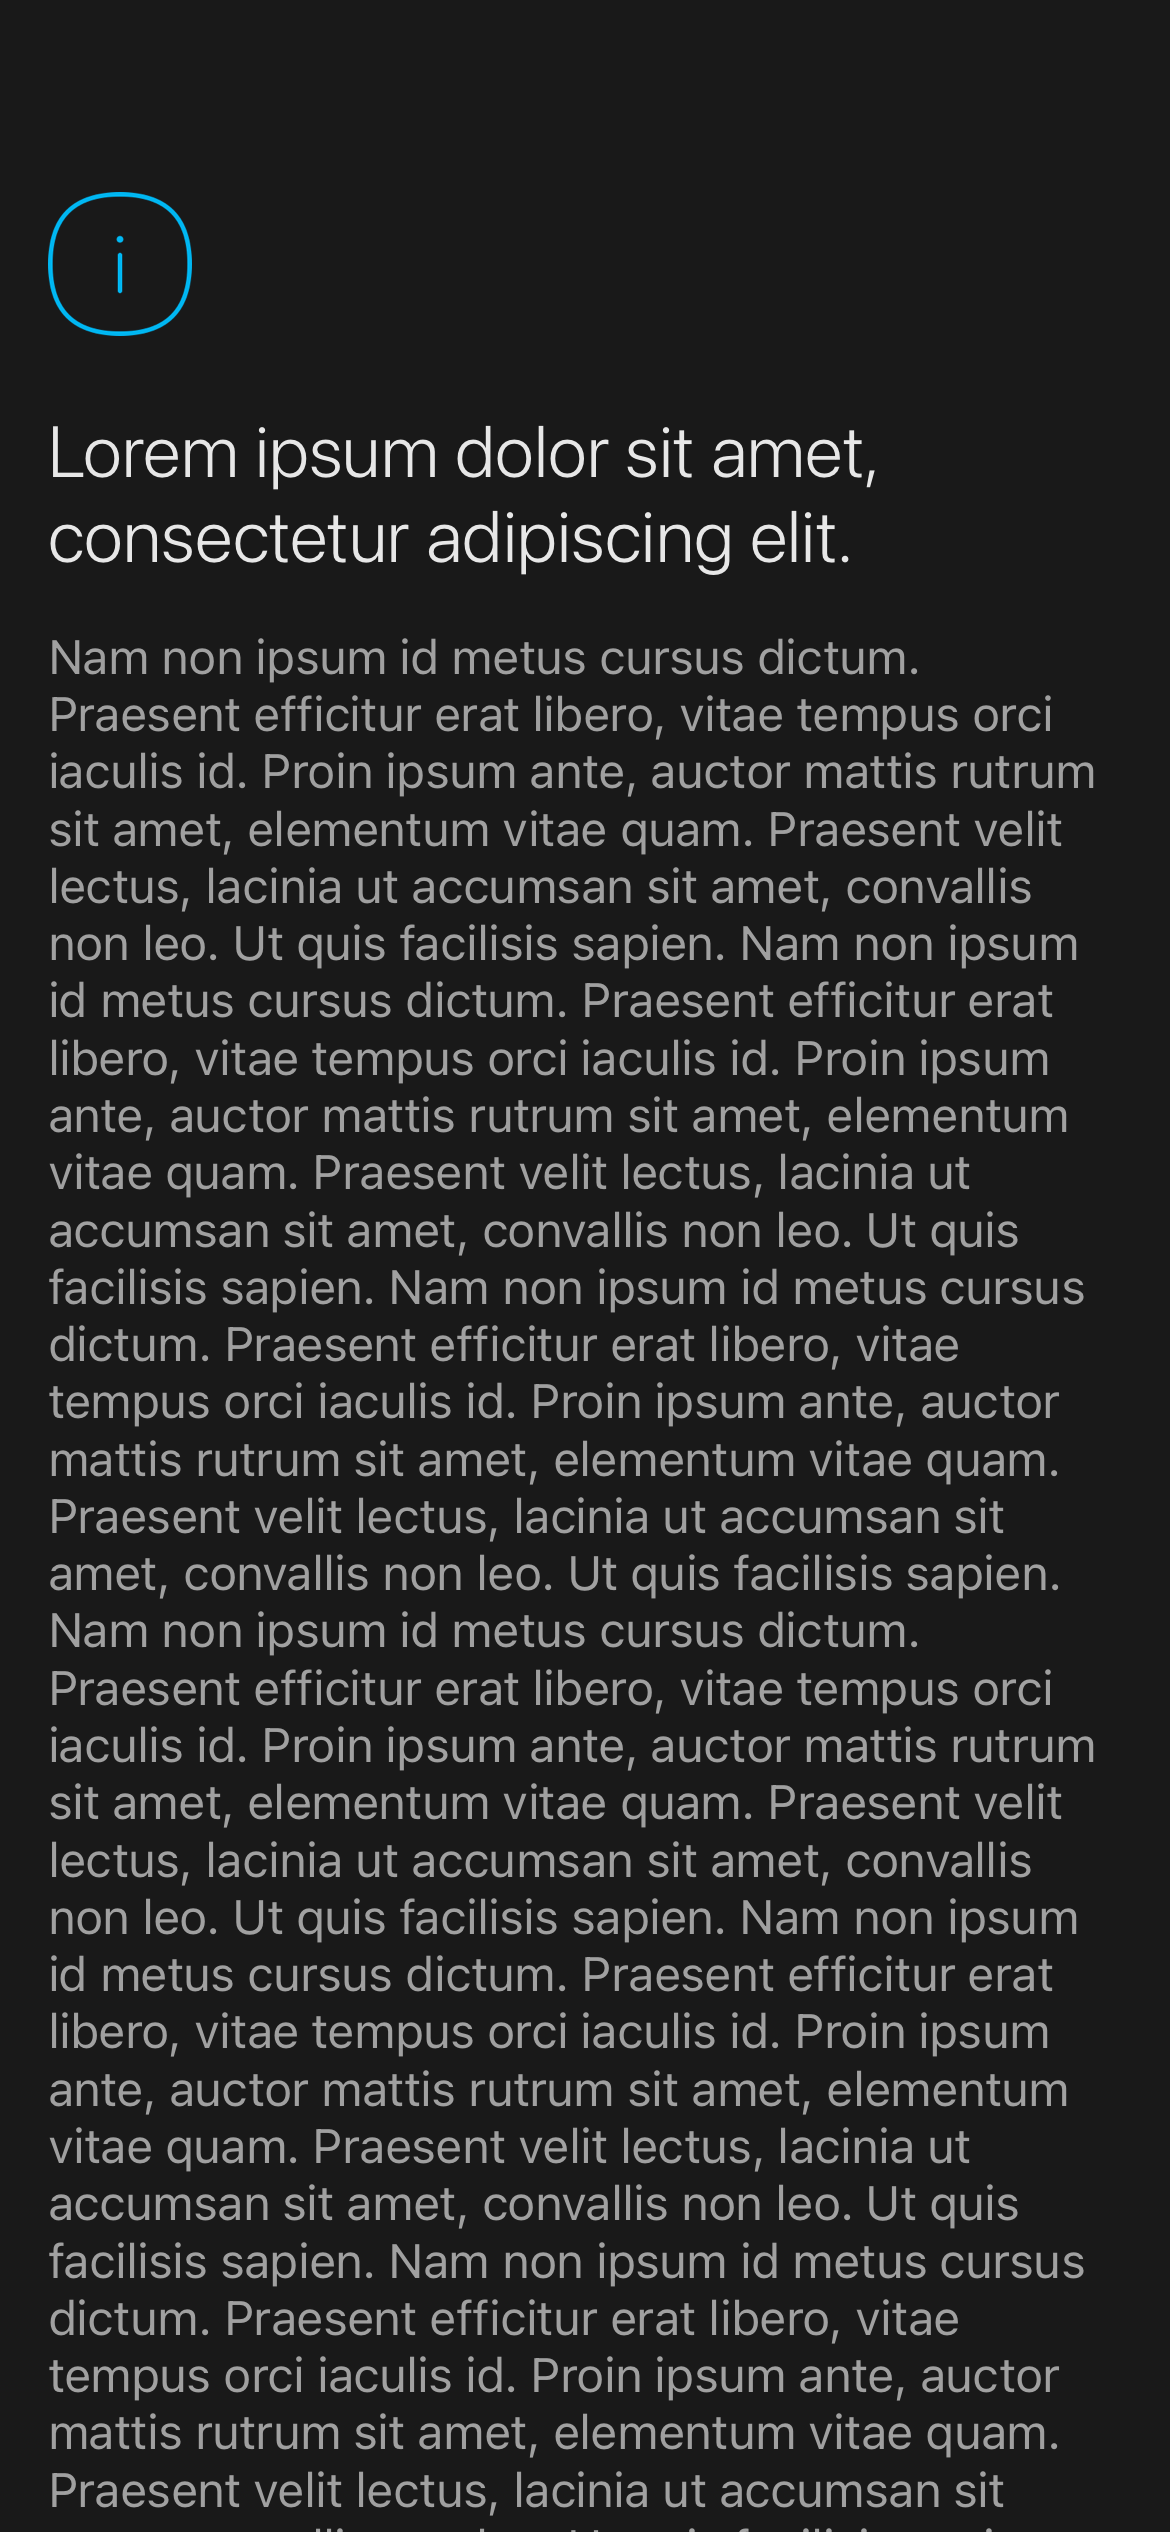 i
Lorem ipsum dolor sit amet,
consectetur adipiscing elit.
Nam non ipsum id metus cursus dictum.
Praesent efficitur erat libero, vitae tempus orci
iaculis id. Proin ipsum ante, auctor mattis rutrum
sit amet, elementum vitae quam. Praesent velit
lectus, lacinia ut accumsan sit amet, convallis
non leo. Ut quis facilisis sapien. Nam non ipsum
id metus cursus dictum. Praesent efficitur erat
libero, vitae tempus orci iaculis id. Proin ipsum
ante, auctor mattis rutrum sit amet, elementum
vitae quam. Praesent velit lectus, lacinia ut
accumsan sit amet, convallis non leo. Ut quis
facilisis sapien. Nam non ipsum id metus cursus
dictum. Praesent efficitur erat libero, vitae
tempus orci iaculis id. Proin ipsum ante, auctor
mattis rutrum sit amet, elementum vitae quam.
Praesent velit lectus, lacinia ut accumsan sit
amet, convallis non leo. Ut quis facilisis sapien.
Nam non ipsum id metus cursus dictum.
Praesent efficitur erat libero, vitae tempus orci
iaculis id. Proin ipsum ante, auctor mattis rutrum
sit amet, elementum vitae quam. Praesent velit
lectus, lacinia ut accumsan sit amet, convallis
non leo. Ut quis facilisis sapien. Nam non ipsum
id metus cursus dictum. Praesent efficitur erat
libero, vitae tempus orci iaculis id. Proin ipsum
ante, auctor mattis rutrum sit amet, elementum
vitae quam. Praesent velit lectus, lacinia ut
accumsan sit amet, convallis non leo. Ut quis
facilisis sapien. Nam non ipsum id metus cursus
dictum. Praesent efficitur erat libero, vitae
tempus orci iaculis id. Proin ipsum ante, auctor
mattis rutrum sit amet, elementum vitae quam.
Praesent velit lectus, lacinia ut accumsan sit